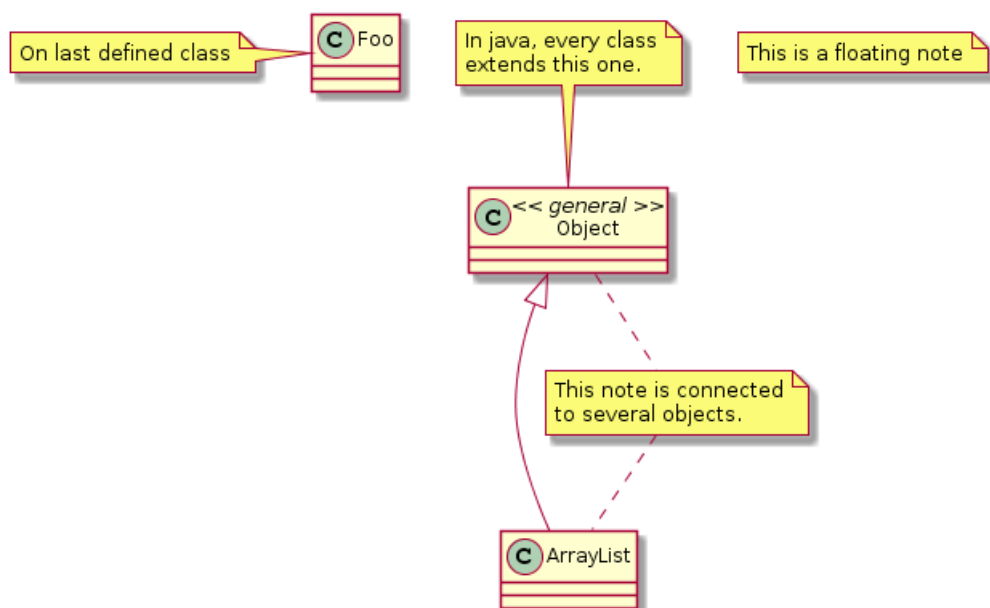 On last defined class
C Foo
In java, every class
extends this one.
This is a floating note
C << general >>
Object
This note is connected
to several objects.
C ArrayList